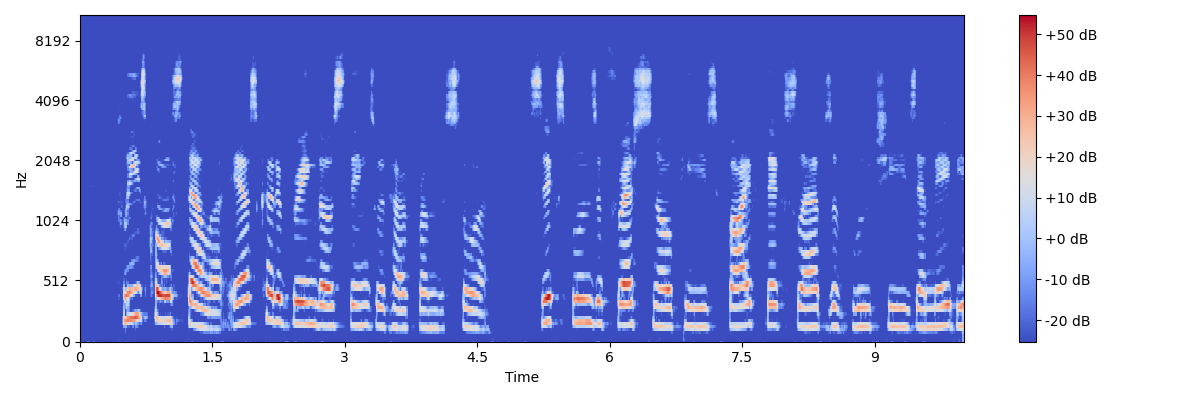 8192
4096
2048
1024
512
0
Hz
0 1.5 3 4.5 6 7.5 9
Time
+50 dB
+40 dB
+30 dB
+20 dB
+10 dB
+0 dB
-10 dB
-20 dB